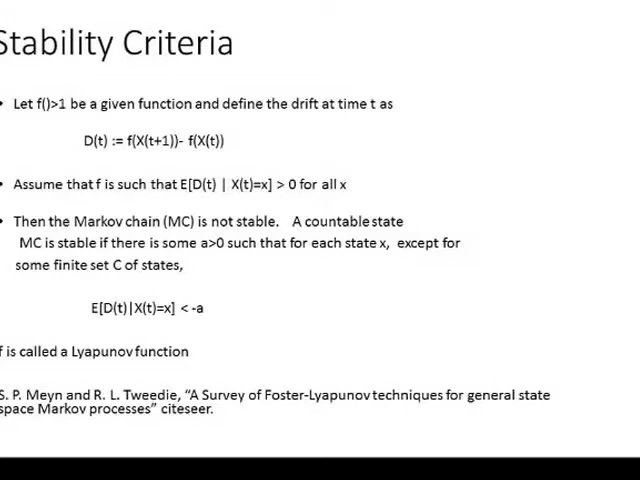 Stability Criteria
• Let f()>1 be a given function and define the drift at time t as
D(t) := f(X(t+1))- f(X(t))
• Assume that f is such that E[D(t) | X(t)=x] > 0 for all x
• Then the Markov chain (MC) is not stable. A countable state
MC is stable if there is some a>0 such that for each state x, except for
some finite set C of states,
E[D(t)|X(t)=x] < -a
f is called a Lyapunov function
S. P. Meyn and R. L. Tweedie, “A Survey of Foster-Lyapunov techniques for general state
space Markov processes” citeseer.